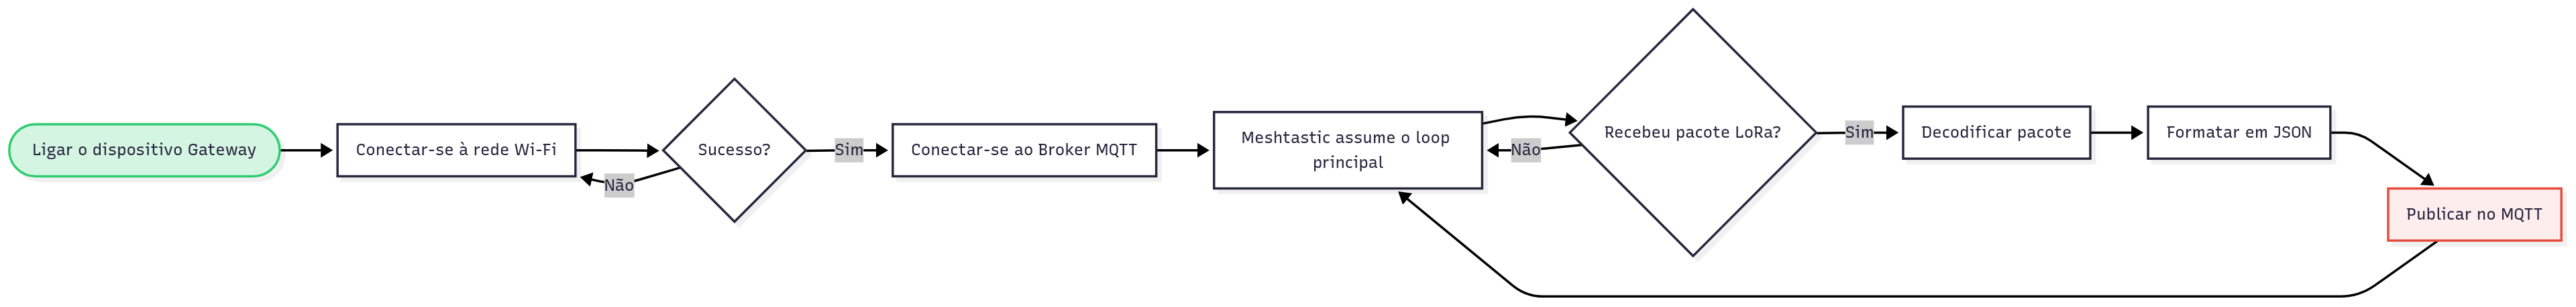 Ligar o dispositivo Gateway
Conectar-se à rede Wi-Fi
Não
Sucesso?
Sim
Conectar-se ao Broker MQTT
Meshtastic assume o loop
principal
Não
Recebeu pacote LoRa?
Sim
Decodificar pacote
Formatar em JSON
Publicar no MQTT